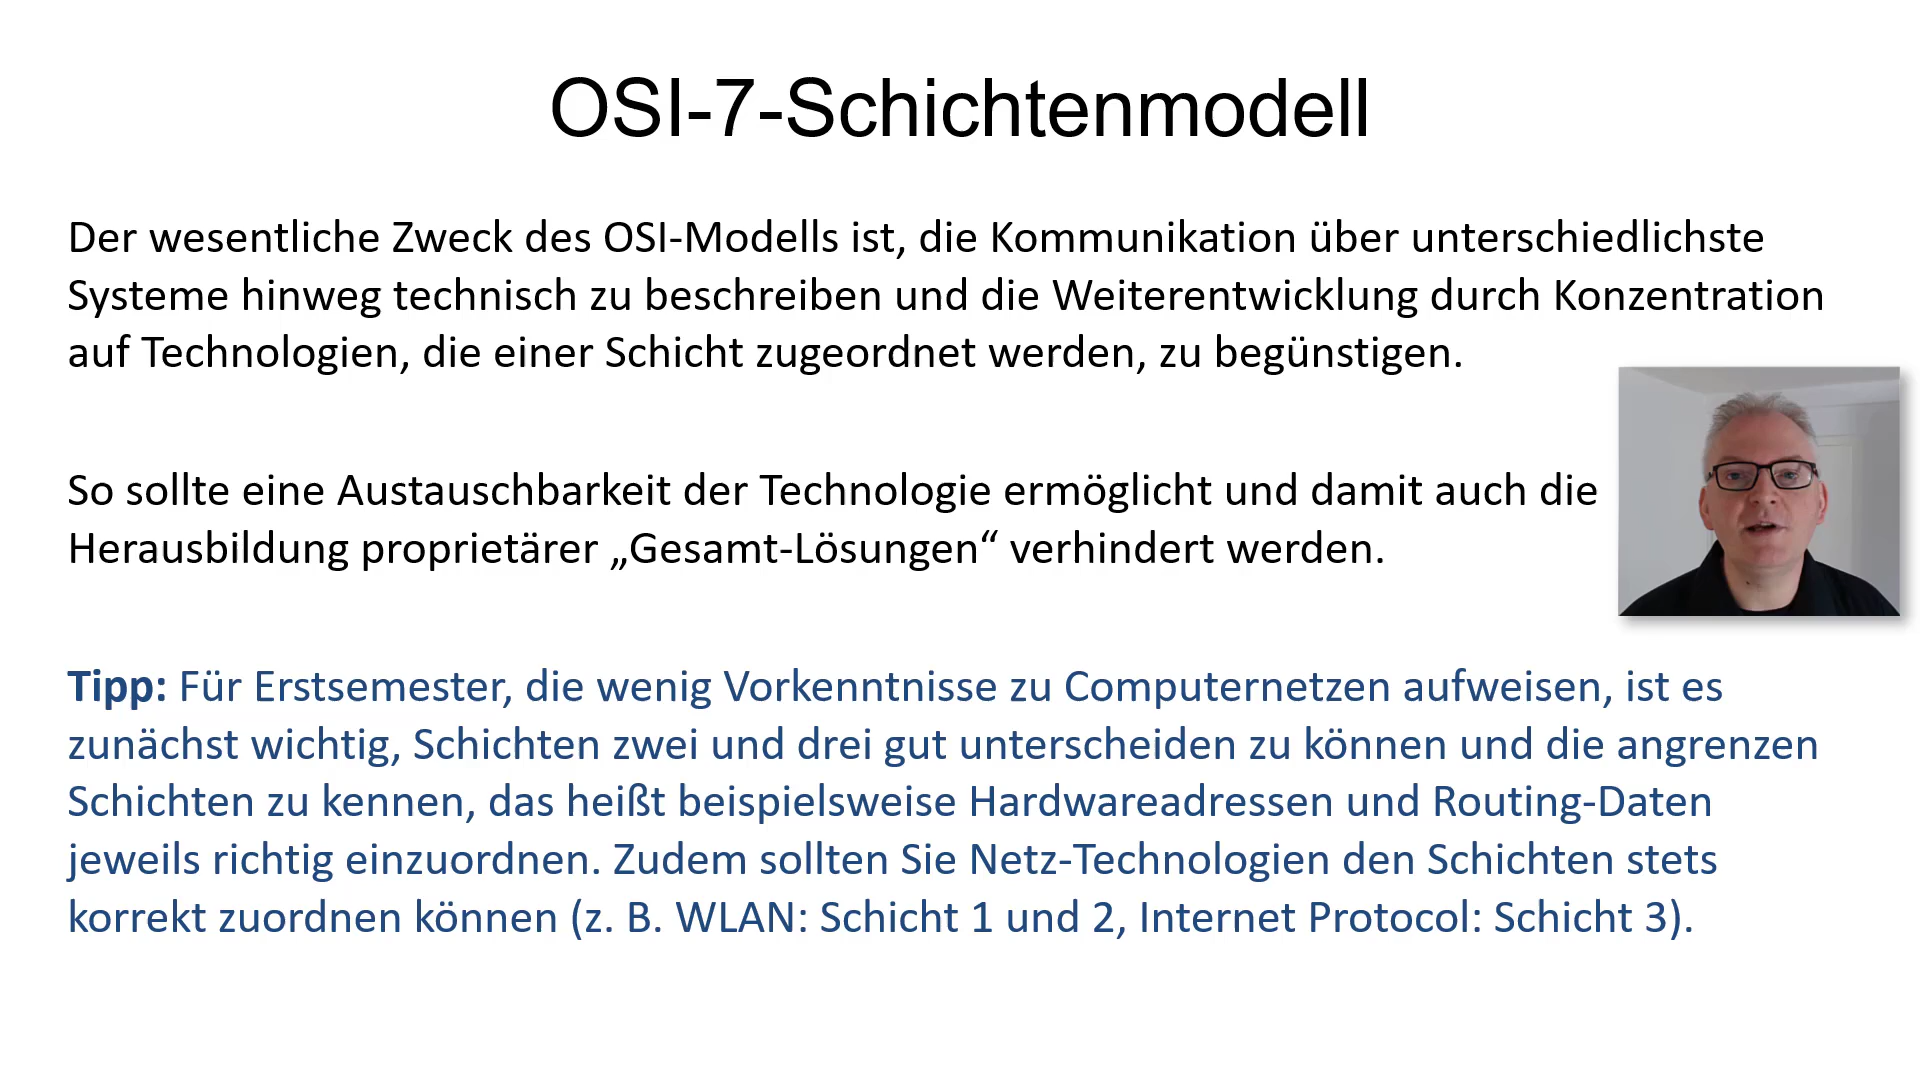 OSI-7-Schichtenmodell
Der wesentliche Zweck des OSI-Modells ist, die Kommunikation über unterschiedlichste
Systeme hinweg technisch zu beschreiben und die Weiterentwicklung durch Konzentration
auf Technologien, die einer Schicht zugeordnet werden, zu begünstigen.
So sollte eine Austauschbarkeit der Technologie ermöglicht und damit auch die
Herausbildung proprietärer „Gesamt-Lösungen“ verhindert werden.
Tipp: Für Erstsemester, die wenig Vorkenntnisse zu Computernetzen aufweisen, ist es
zunächst wichtig, Schichten zwei und drei gut unterscheiden zu können und die angrenzen
Schichten zu kennen, das heißt beispielsweise Hardwareadressen und Routing-Daten
jeweils richtig einzuordnen. Zudem sollten Sie Netz-Technologien den Schichten stets
korrekt zuordnen können (z. B. WLAN: Schicht 1 und 2, Internet Protocol: Schicht 3).